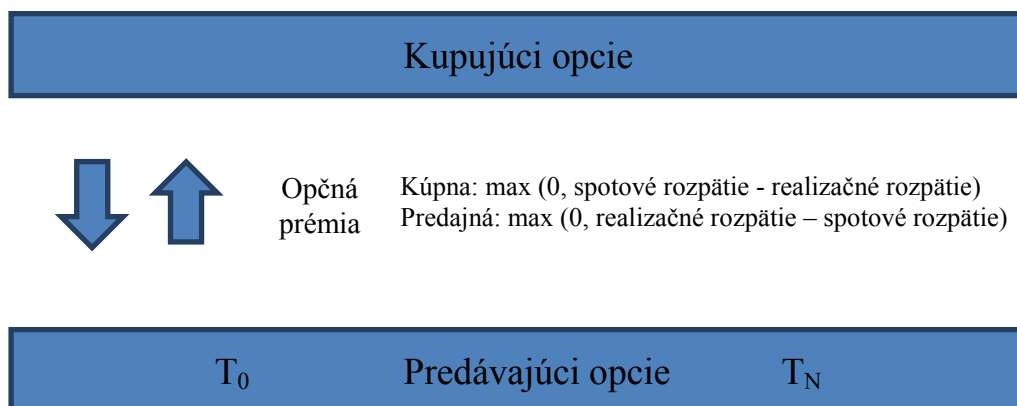 Kupujúci opcie
Opčná
prémia
Kúpna: max (0, spotové rozpätie - realizačné rozpätie)
Predajná: max (0, realizačné rozpätie – spotové rozpätie)
T₀ Predávajúci opcie T_N